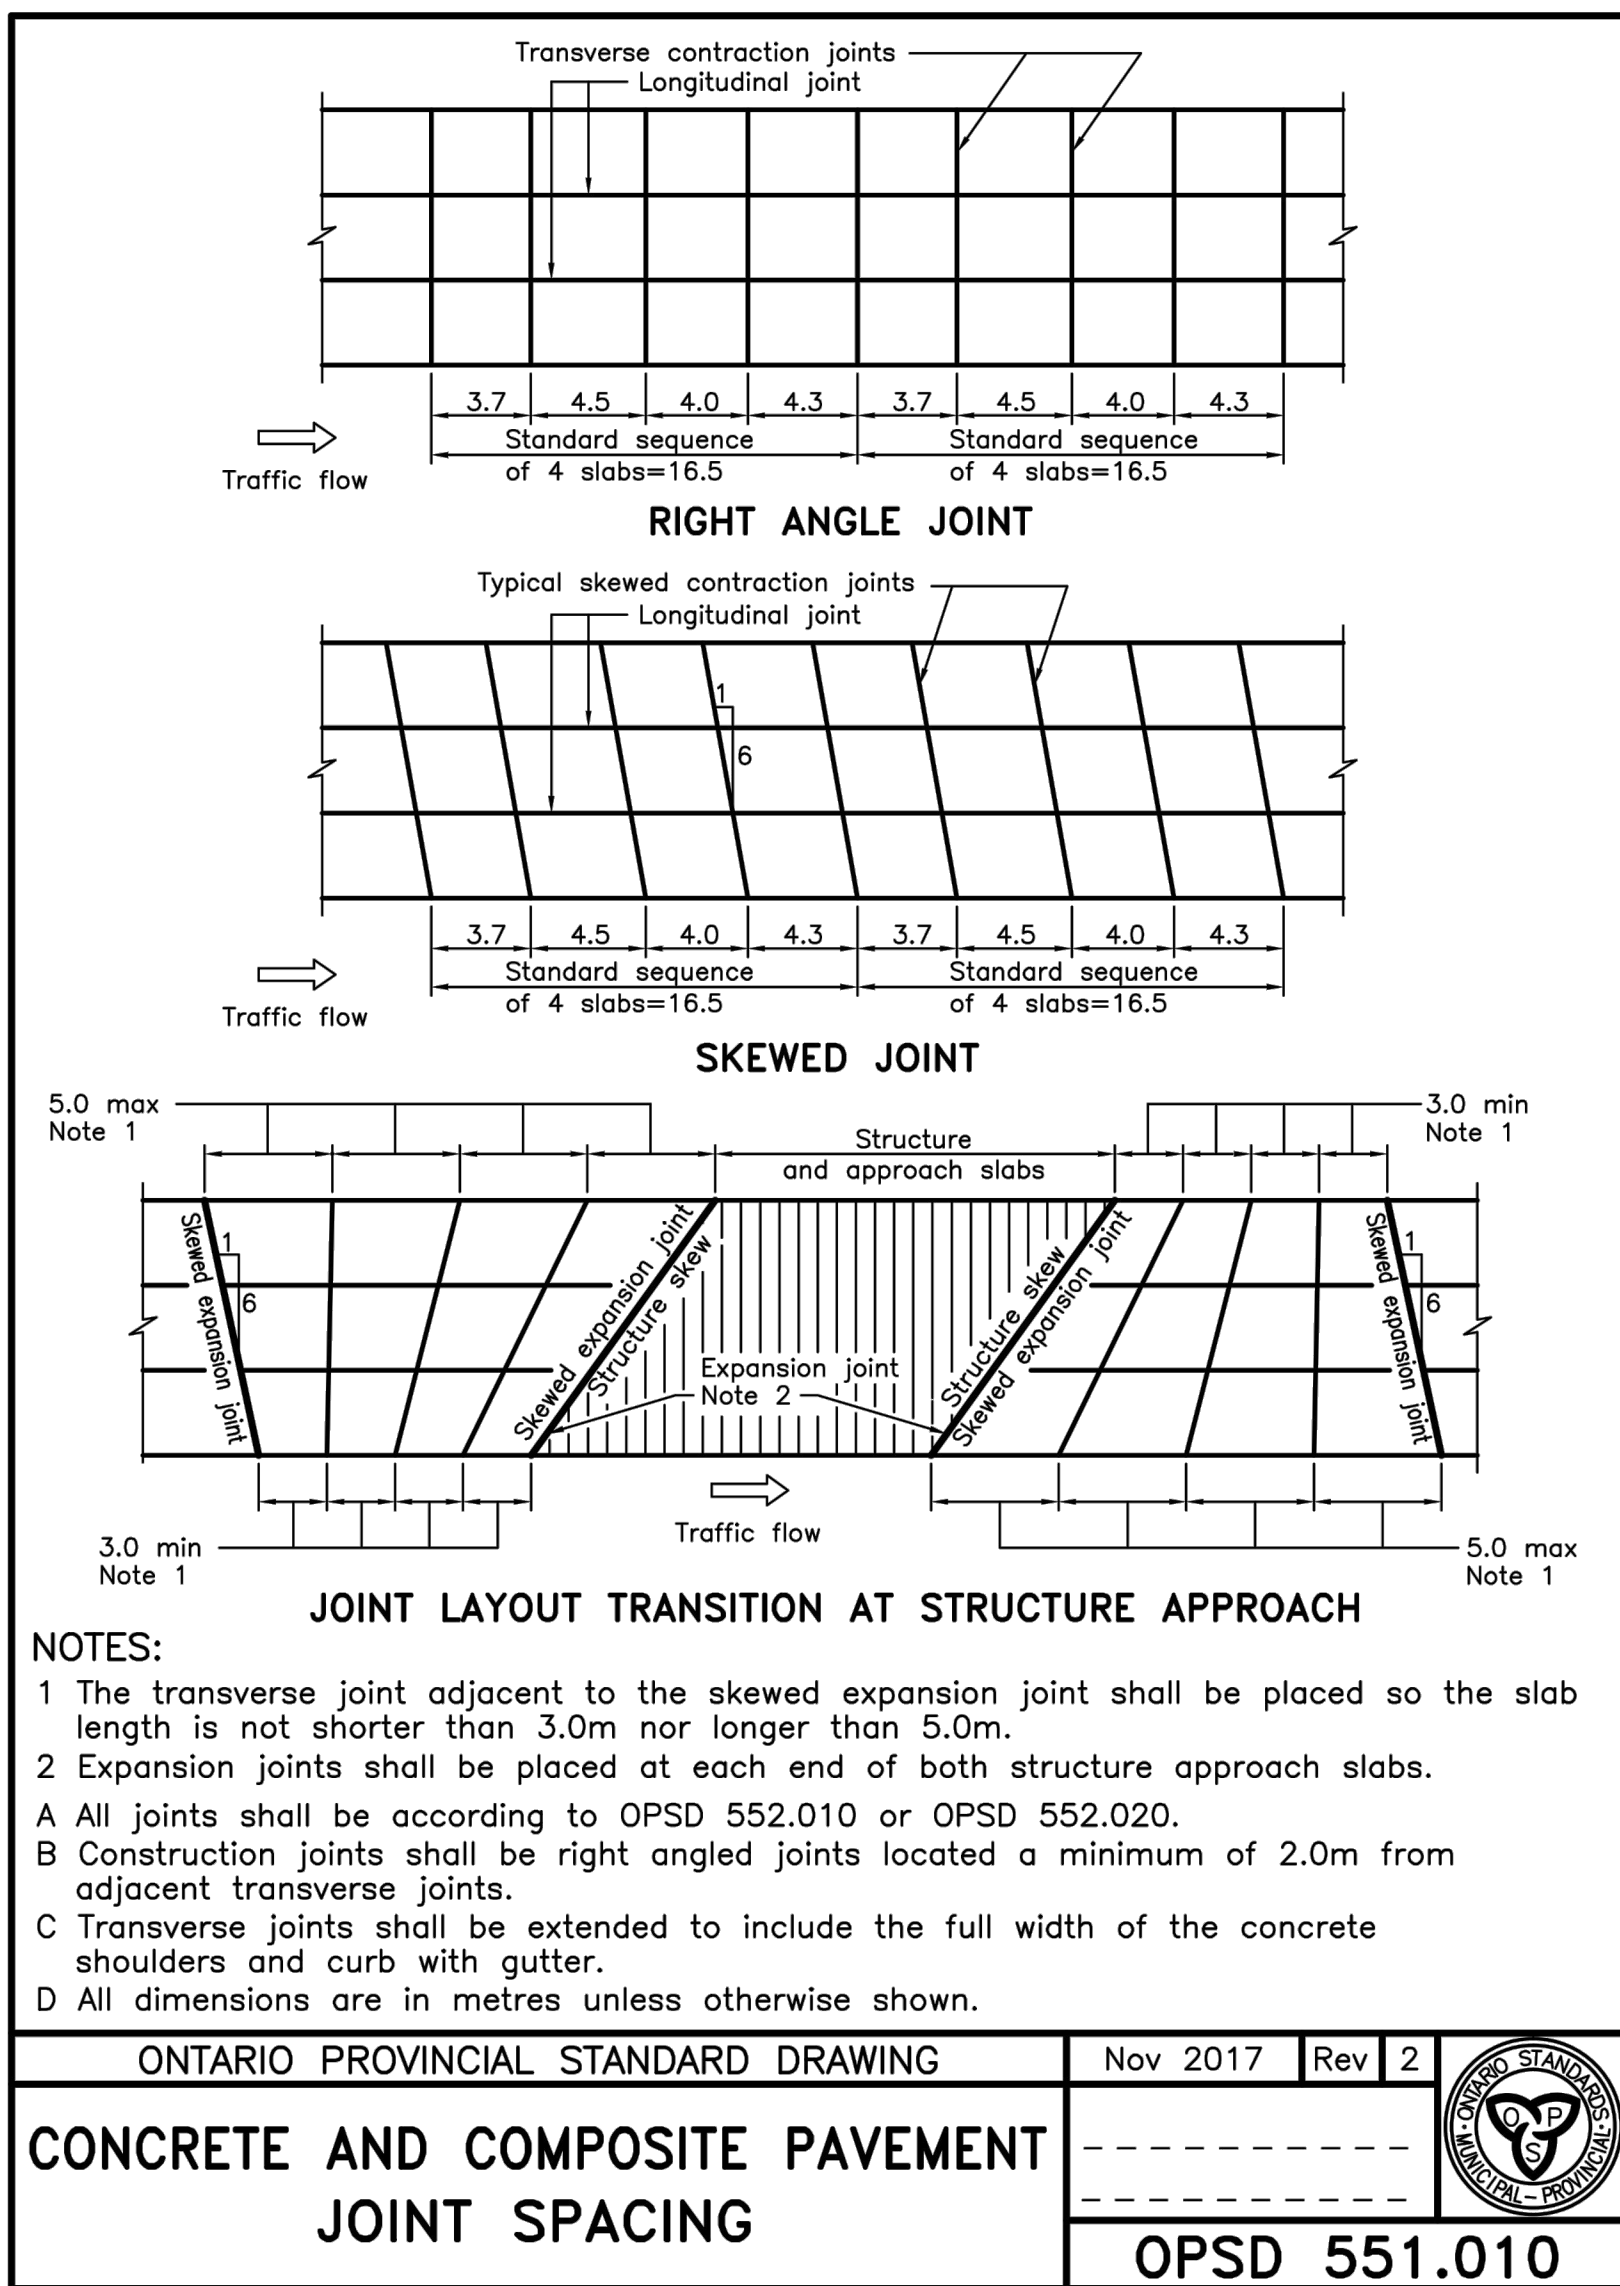 Transverse contraction joints
Longitudinal joint
3.7 4.5 4.0 4.3 3.7 4.5 4.0 4.3
Standard sequence
of 4 slabs=16.5
Standard sequence
of 4 slabs=16.5
Traffic flow
RIGHT ANGLE JOINT
Typical skewed contraction joints
Longitudinal joint
1
6
3.7 4.5 4.0 4.3 3.7 4.5 4.0 4.3
Standard sequence
of 4 slabs=16.5
Standard sequence
of 4 slabs=16.5
Traffic flow
SKEWED JOINT
5.0 max
Note 1
Structure
and approach slabs
3.0 min
Note 1
Skewed expansion joint
1
6
Skewed expansion joint
Structure skew
Expansion joint
Note 2
Structure skew
Skewed expansion joint
Skewed expansion joint
1
6
3.0 min
Note 1
Traffic flow
5.0 max
Note 1
JOINT LAYOUT TRANSITION AT STRUCTURE APPROACH
NOTES:
1 The transverse joint adjacent to the skewed expansion joint shall be placed so the slab
length is not shorter than 3.0m nor longer than 5.0m.
2 Expansion joints shall be placed at each end of both structure approach slabs.
A All joints shall be according to OPSD 552.010 or OPSD 552.020.
B Construction joints shall be right angled joints located a minimum of 2.0m from
adjacent transverse joints.
C Transverse joints shall be extended to include the full width of the concrete
shoulders and curb with gutter.
D All dimensions are in metres unless otherwise shown.
ONTARIO PROVINCIAL STANDARD DRAWING
Nov 2017 Rev 2
CONCRETE AND COMPOSITE PAVEMENT
JOINT SPACING
ONTARIO STANDARDS
MUNICIPAL-PROVINCIAL
O P
S
OPSD 551.010